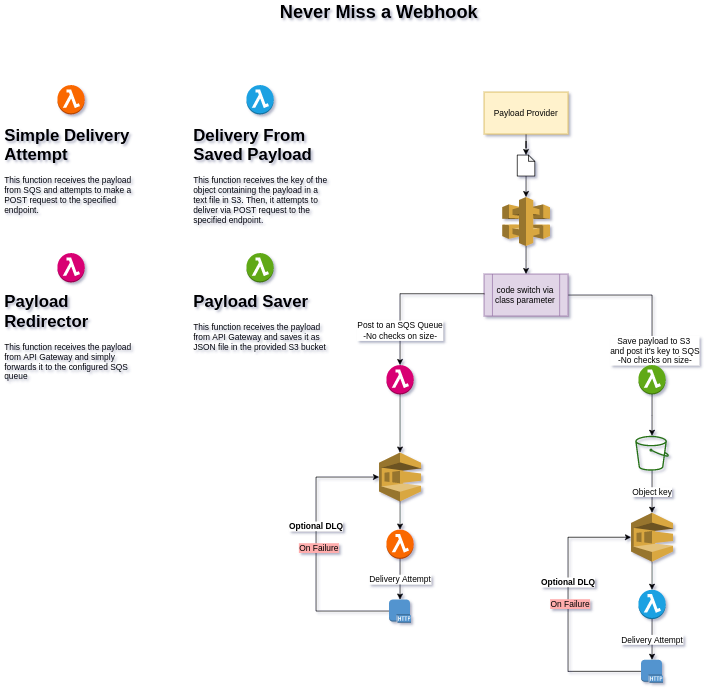 Never Miss a Webhook
Simple Delivery
Attempt
This function receives the payload
from SQS and attempts to make a
POST request to the specified
endpoint.
Delivery From
Saved Payload
This function receives the key of the
object containing the payload in a
text file in S3. Then, it attempts to
deliver via POST request to the
specified endpoint.
Payload
Redirector
This function receives the payload
from API Gateway and simply
forwards it to the configured SQS
queue
Payload Saver
This function receives the payload
from API Gateway and saves it as
JSON file in the provided S3 bucket
Payload Provider
code switch via
class parameter
Post to an SQS Queue
-No checks on size-
Save payload to S3
and post it's key to SQS
-No checks on size-
Object key
Optional DLQ
On Failure
Delivery Attempt
HTTP
Optional DLQ
On Failure
Delivery Attempt
HTTP